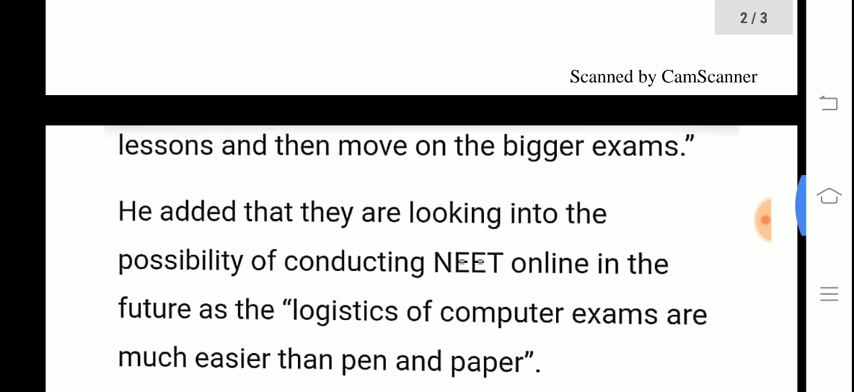 2 / 3
Scanned by CamScanner
lessons and then move on the bigger exams.”
He added that they are looking into the
possibility of conducting NEET online in the
future as the “logistics of computer exams are
much easier than pen and paper”.